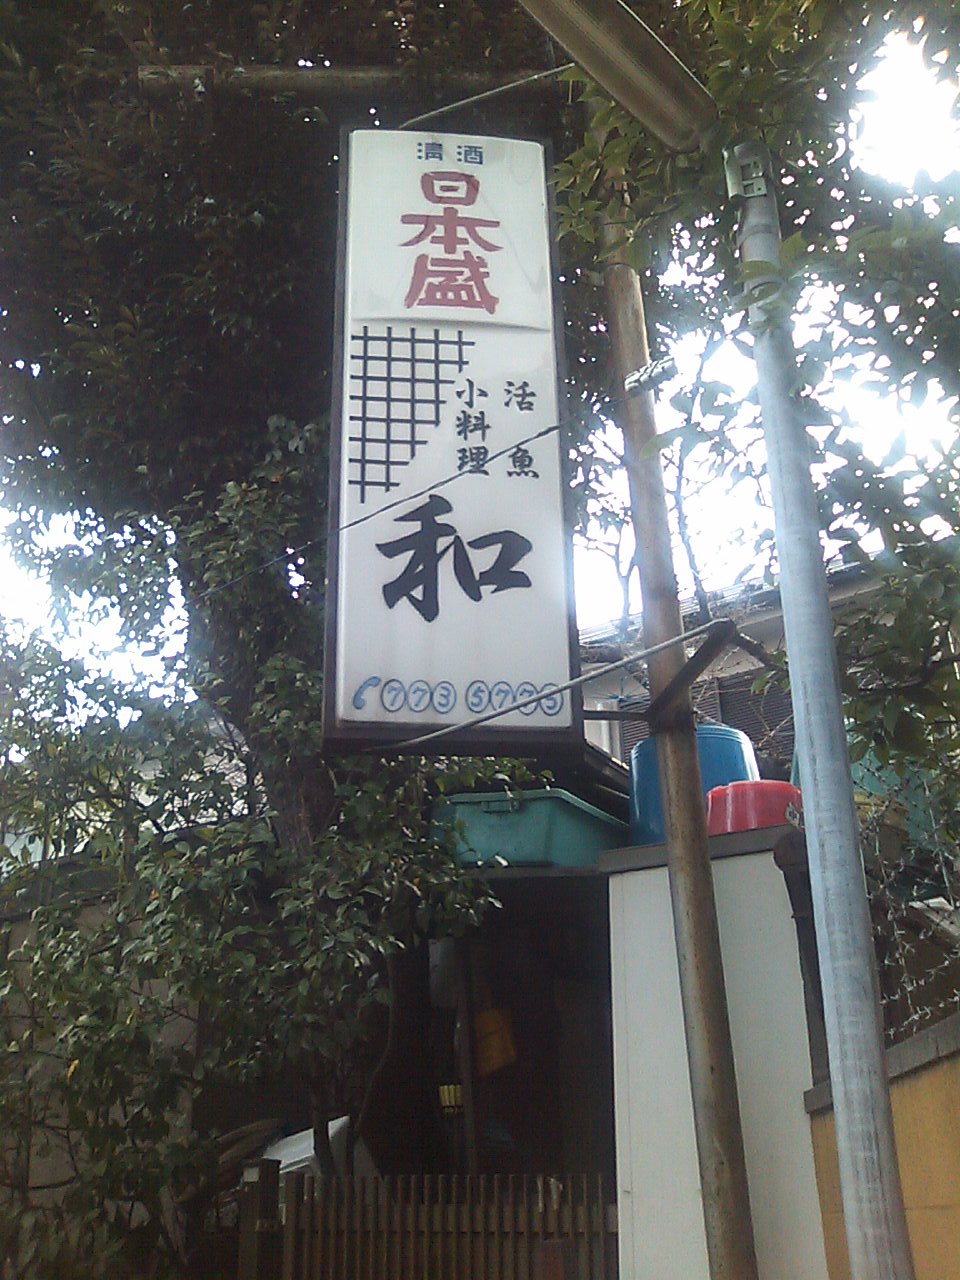 清酒
日本盛
活魚
小料理
和
773 5775